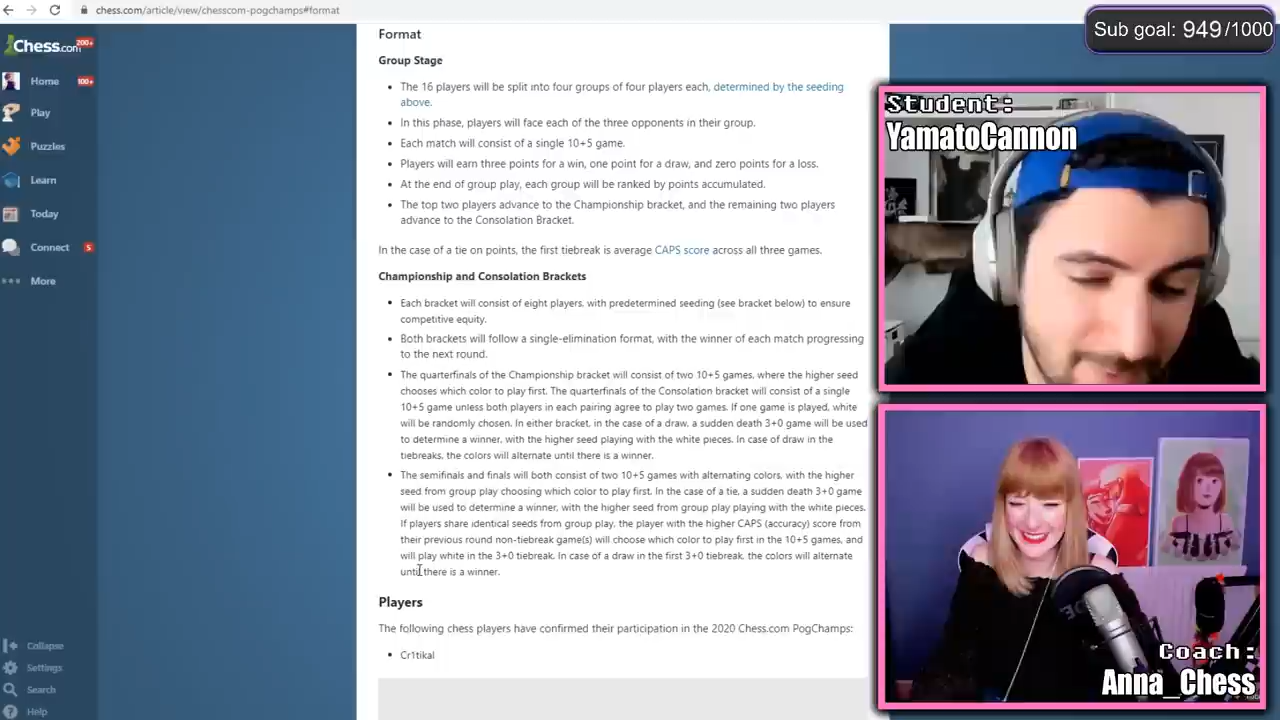 chess.com/article/view/chesscom-pogchamps#format
Sub goal: 949/1000
Chess.com
200+
Home
100+
Play
Puzzles
Learn
Today
Connect
5
More
Collapse
Settings
Search
Help
Format
Group Stage
The 16 players will be split into four groups of four players each, determined by the seeding
above.
In this phase, players will face each of the three opponents in their group.
Each match will consist of a single 10+5 game.
Players will earn three points for a win, one point for a draw, and zero points for a loss.
At the end of group play, each group will be ranked by points accumulated.
The top two players advance to the Championship bracket, and the remaining two players
advance to the Consolation Bracket.
In the case of a tie on points, the first tiebreak is average CAPS score across all three games.
Championship and Consolation Brackets
Each bracket will consist of eight players, with predetermined seeding (see bracket below) to ensure
competitive equity.
Both brackets will follow a single-elimination format, with the winner of each match progressing
to the next round.
The quarterfinals of the Championship bracket will consist of two 10+5 games, where the higher seed
chooses which color to play first. The quarterfinals of the Consolation bracket will consist of a single
10+5 game unless both players in each pairing agree to play two games. If one game is played, white
will be randomly chosen. In either bracket, in the case of a draw, a sudden death 3+0 game will be used
to determine a winner, with the higher seed playing with the white pieces. In case of draw in the
tiebreaks, the colors will alternate until there is a winner.
The semifinals and finals will both consist of two 10+5 games with alternating colors, with the higher
seed from group play choosing which color to play first. In the case of a tie, a sudden death 3+0 game
will be used to determine a winner, with the higher seed from group play playing with the white pieces.
If players share identical seeds from group play, the player with the higher CAPS (accuracy) score from
their previous round non-tiebreak game(s) will choose which color to play first in the 10+5 games, and
will play white in the 3+0 tiebreak. In case of a draw in the first 3+0 tiebreak, the colors will alternate
until there is a winner.
Players
The following chess players have confirmed their participation in the 2020 Chess.com PogChamps:
Cr1tikal
Student:
YamatoCannon
Coach:
Anna_Chess